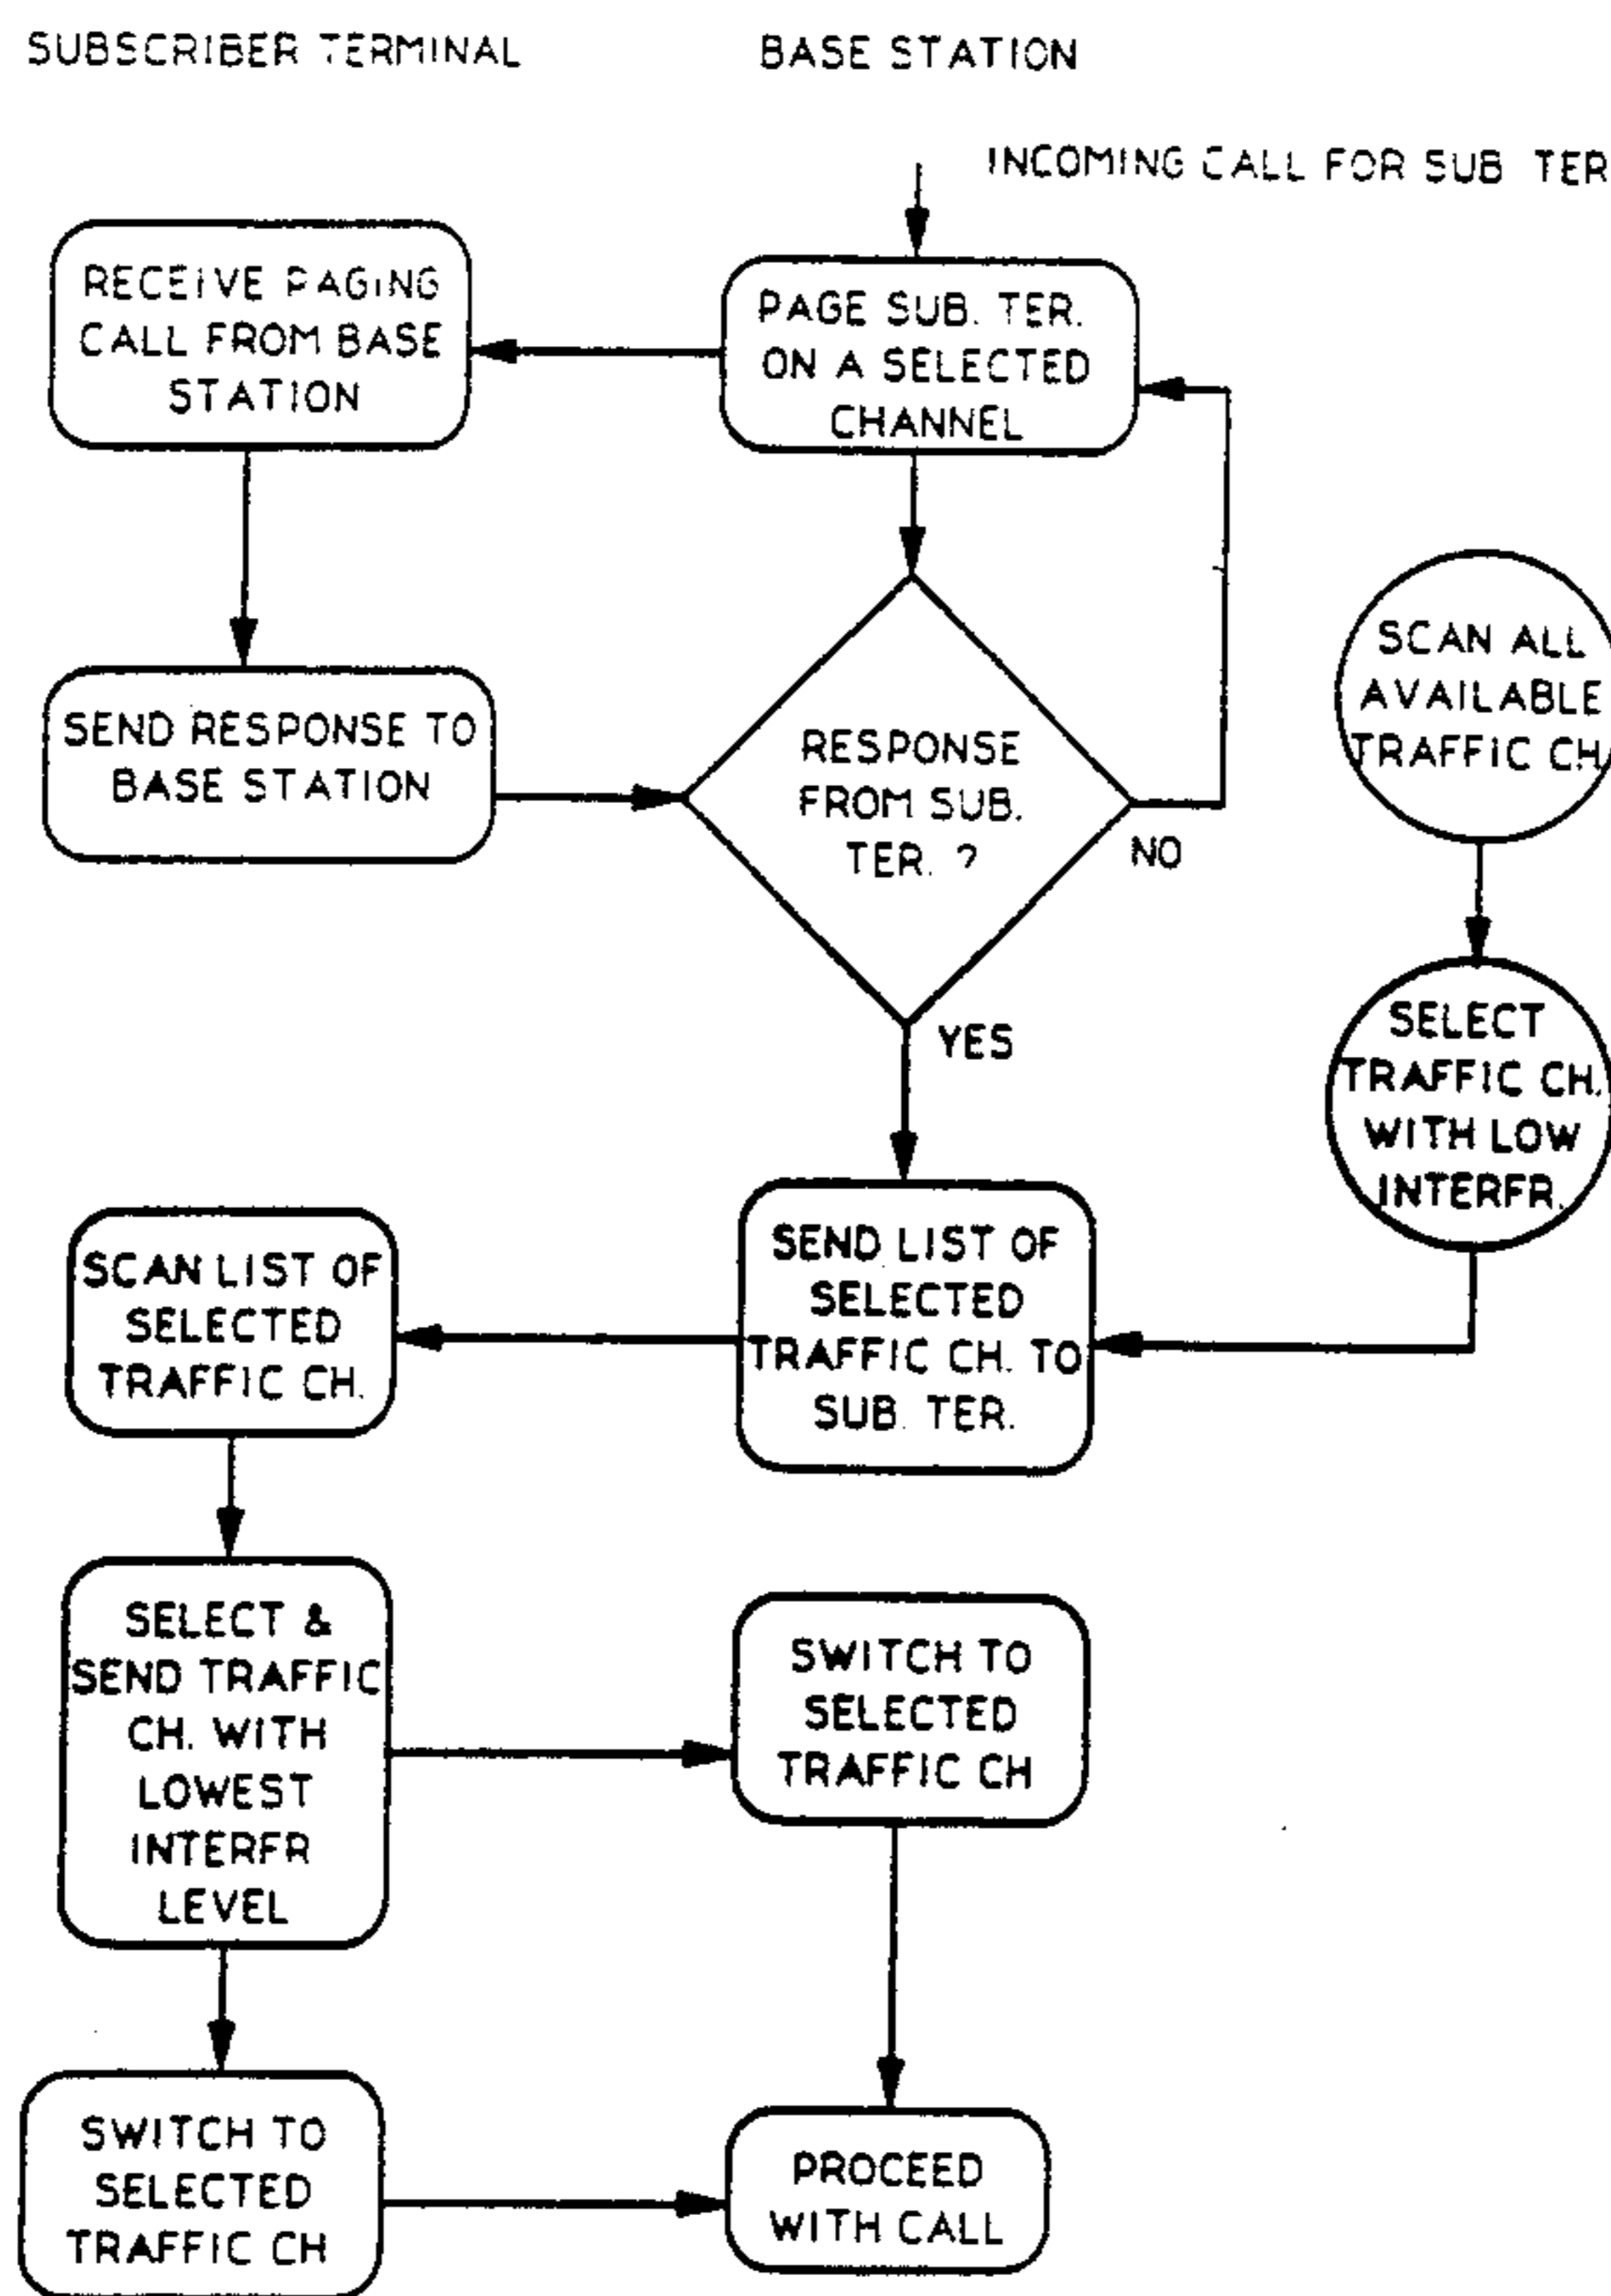 SUBSCRIBER TERMINAL
BASE STATION
INCOMING CALL FOR SUB TER
RECEIVE PAGING
CALL FROM BASE
STATION
PAGE SUB. TER.
ON A SELECTED
CHANNEL
SEND RESPONSE TO
BASE STATION
RESPONSE
FROM SUB.
TER. ?
NO
YES
SCAN ALL
AVAILABLE
TRAFFIC CH.
SELECT
TRAFFIC CH.
WITH LOW
INTERFR.
SEND LIST OF
SELECTED
TRAFFIC CH. TO
SUB. TER.
SCAN LIST OF
SELECTED
TRAFFIC CH.
SELECT &
SEND TRAFFIC
CH. WITH
LOWEST
INTERFR
LEVEL
SWITCH TO
SELECTED
TRAFFIC CH
SWITCH TO
SELECTED
TRAFFIC CH
PROCEED
WITH CALL